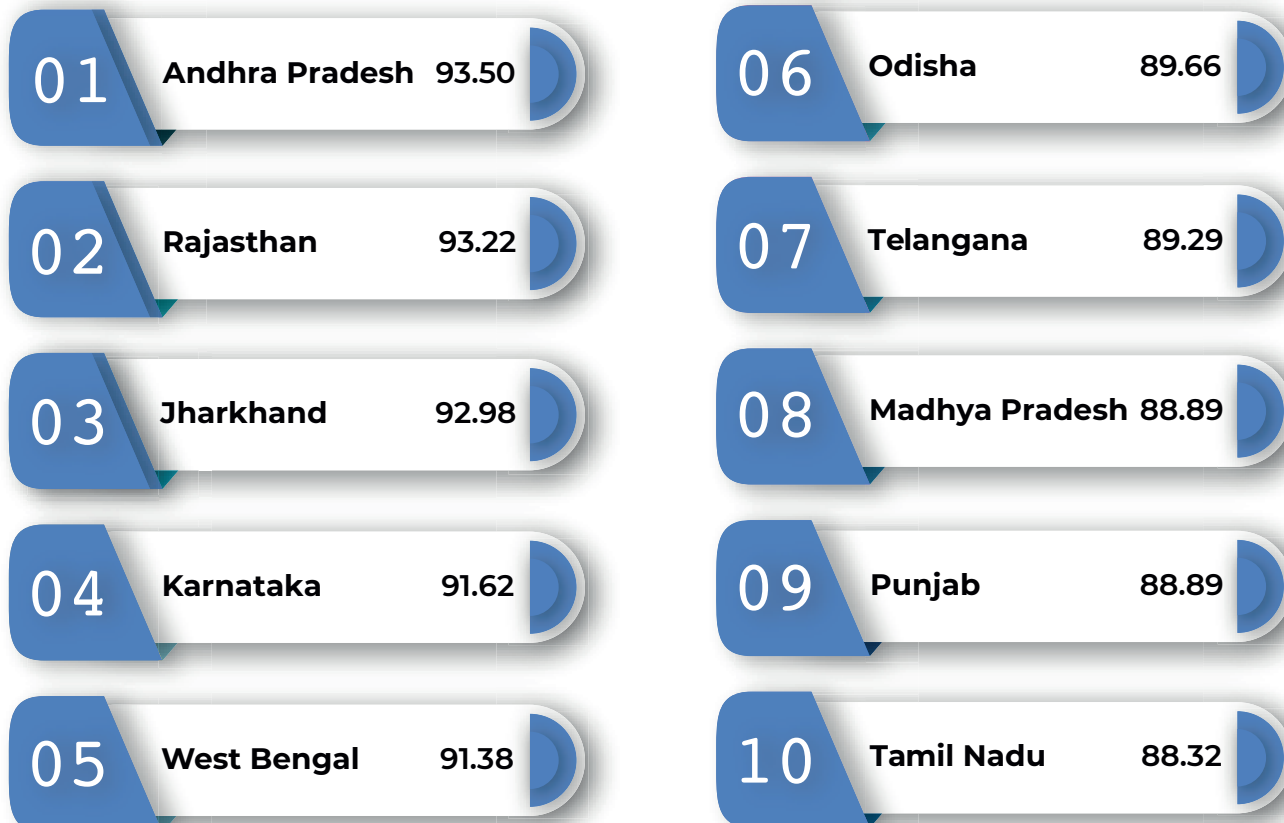 01 Andhra Pradesh 93.50
02 Rajasthan 93.22
03 Jharkhand 92.98
04 Karnataka 91.62
05 West Bengal 91.38
06 Odisha 89.66
07 Telangana 89.29
08 Madhya Pradesh 88.89
09 Punjab 88.89
10 Tamil Nadu 88.32